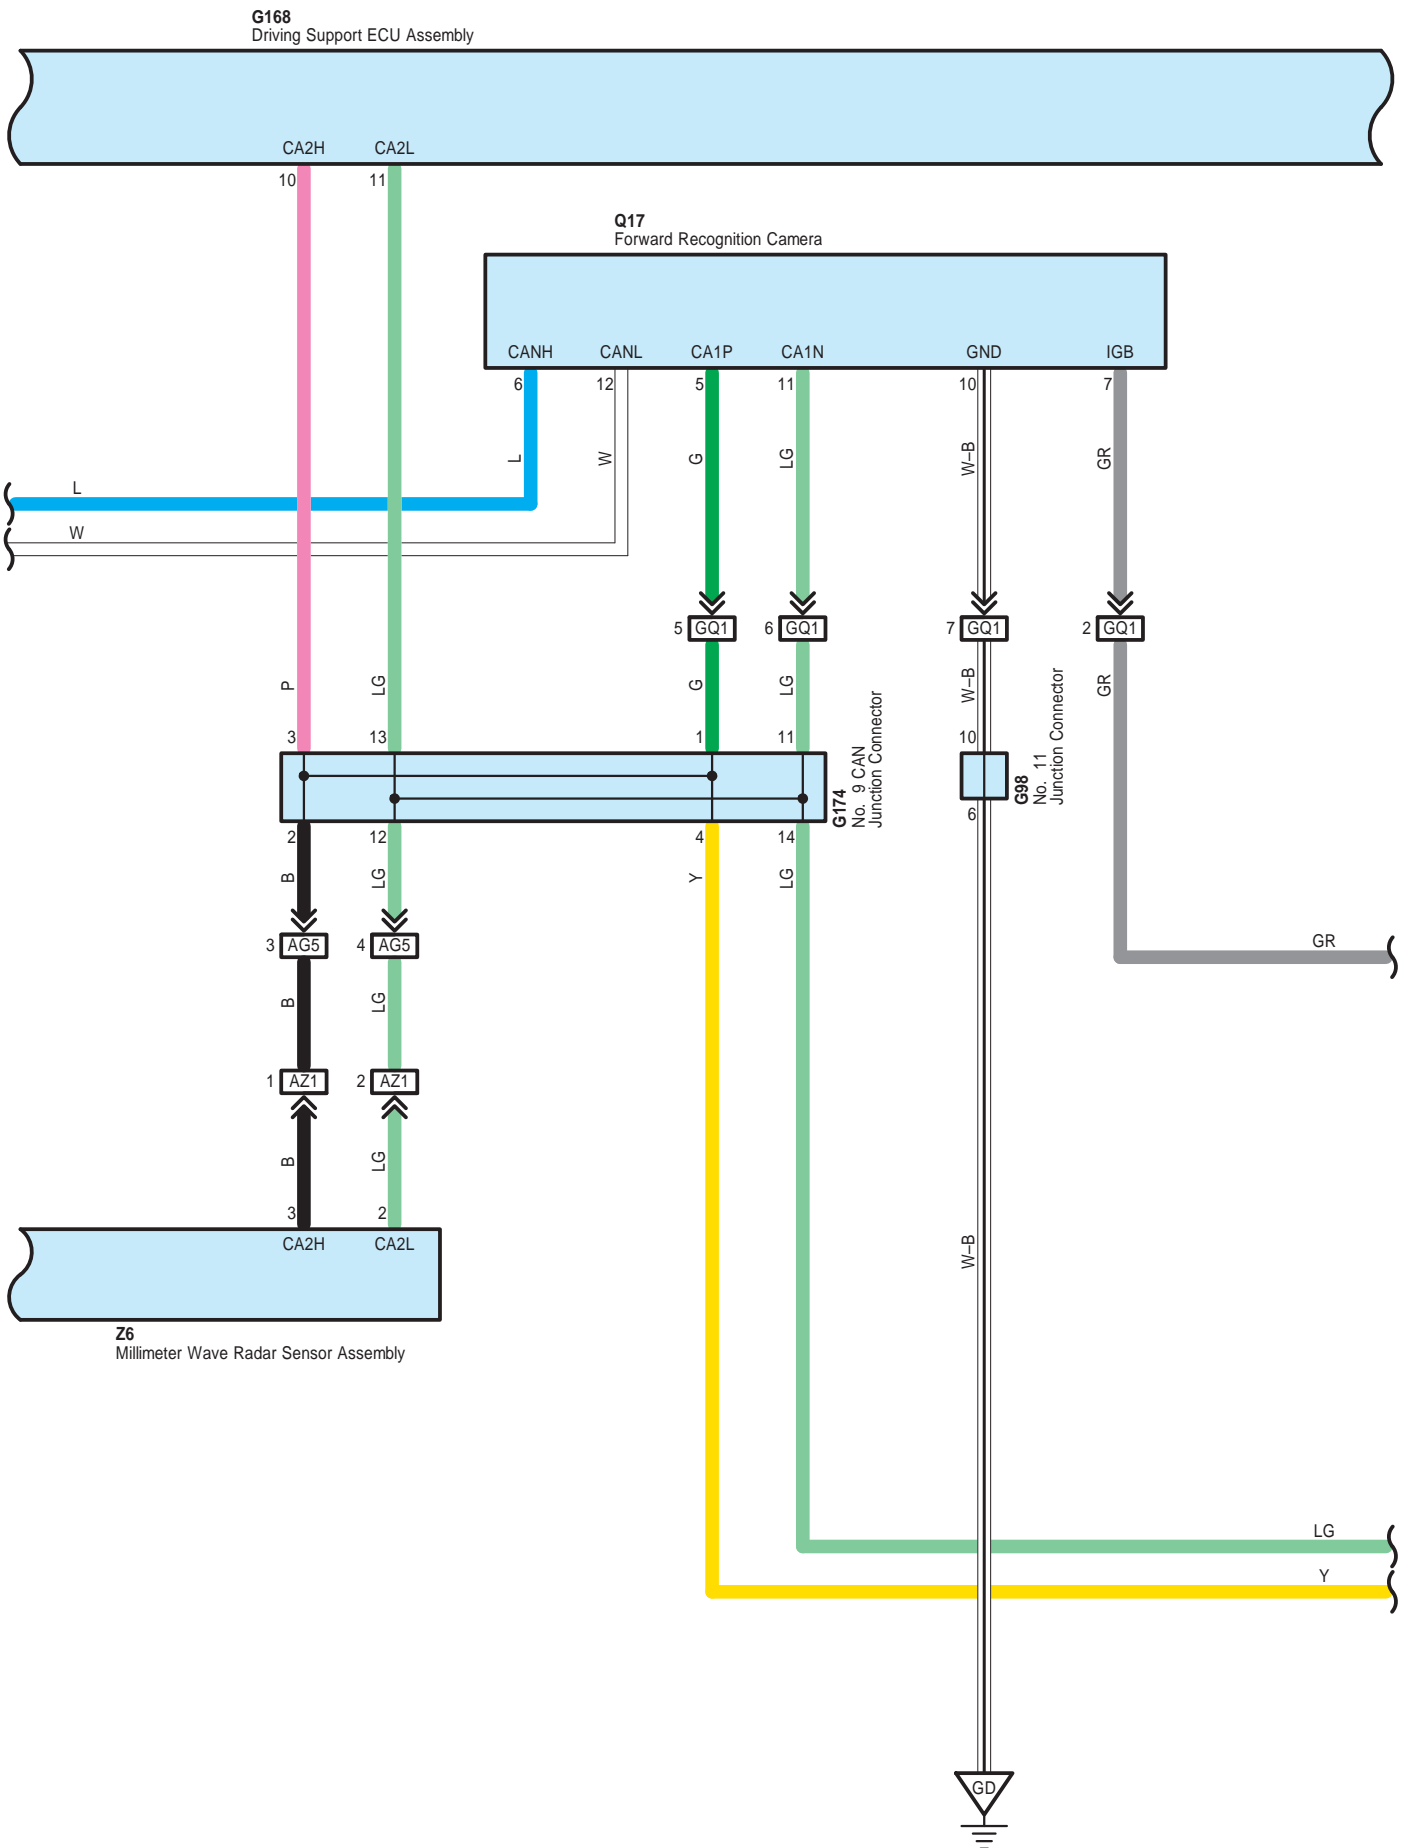 G168
Driving Support ECU Assembly
CA2H CA2L
10 11
Q17
Forward Recognition Camera
CANH CANL CA1P CA1N GND IGB
6 12 5 11 10 7
L W G LG W–B GR
L
W
5 GQ1 6 GQ1 7 GQ1 2 GQ1
P LG G LG W–B GR
3 13 1 11 10
G174
No. 9 CAN
Junction Connector
G98
No. 11
Junction Connector
2 12 4 14 6
B LG Y LG
3 AG5 4 AG5
GR
B LG
1 AZ1 2 AZ1
B LG
3 2
CA2H CA2L
W–B
Z6
Millimeter Wave Radar Sensor Assembly
LG
Y
GD